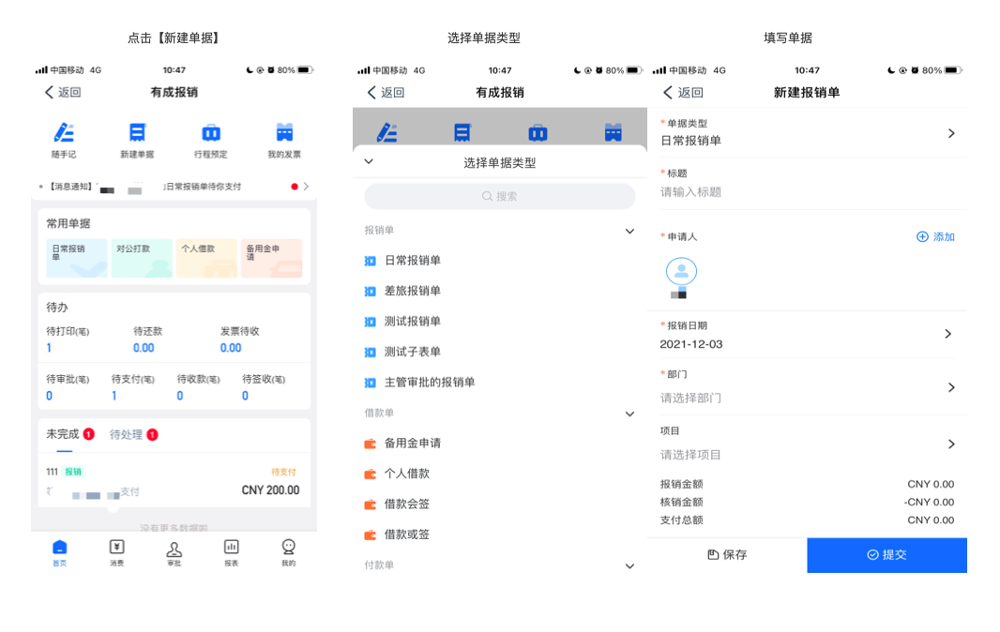 点击【新建单据】
中国移动 4G 10:47 80%
返回 有成报销
随手记 新建单据 行程预定 我的发票
【消息通知】 日常报销单待你支付
常用单据
日常报销单 对公打款 个人借款 备用金申请
待办
待打印(笔) 待还款 发票待收
1 0.00 0.00
待审批(笔) 待支付(笔) 待收款(笔) 待签收(笔)
0 1 0 0
未完成 1 待处理 1
111 报销 待支付
支付 CNY 200.00
没有更多数据啦
首页 消费 审批 报表 我的
选择单据类型
中国移动 4G 10:47 80%
返回 有成报销
选择单据类型
搜索
报销单
日常报销单
差旅报销单
测试报销单
测试子表单
主管审批的报销单
借款单
备用金申请
个人借款
借款会签
借款或签
付款单
填写单据
中国移动 4G 10:47 80%
返回 新建报销单
*单据类型
日常报销单
*标题
请输入标题
*申请人 添加
*报销日期
2021-12-03
*部门
请选择部门
项目
请选择项目
报销金额 CNY 0.00
核销金额 -CNY 0.00
支付总额 CNY 0.00
保存 提交